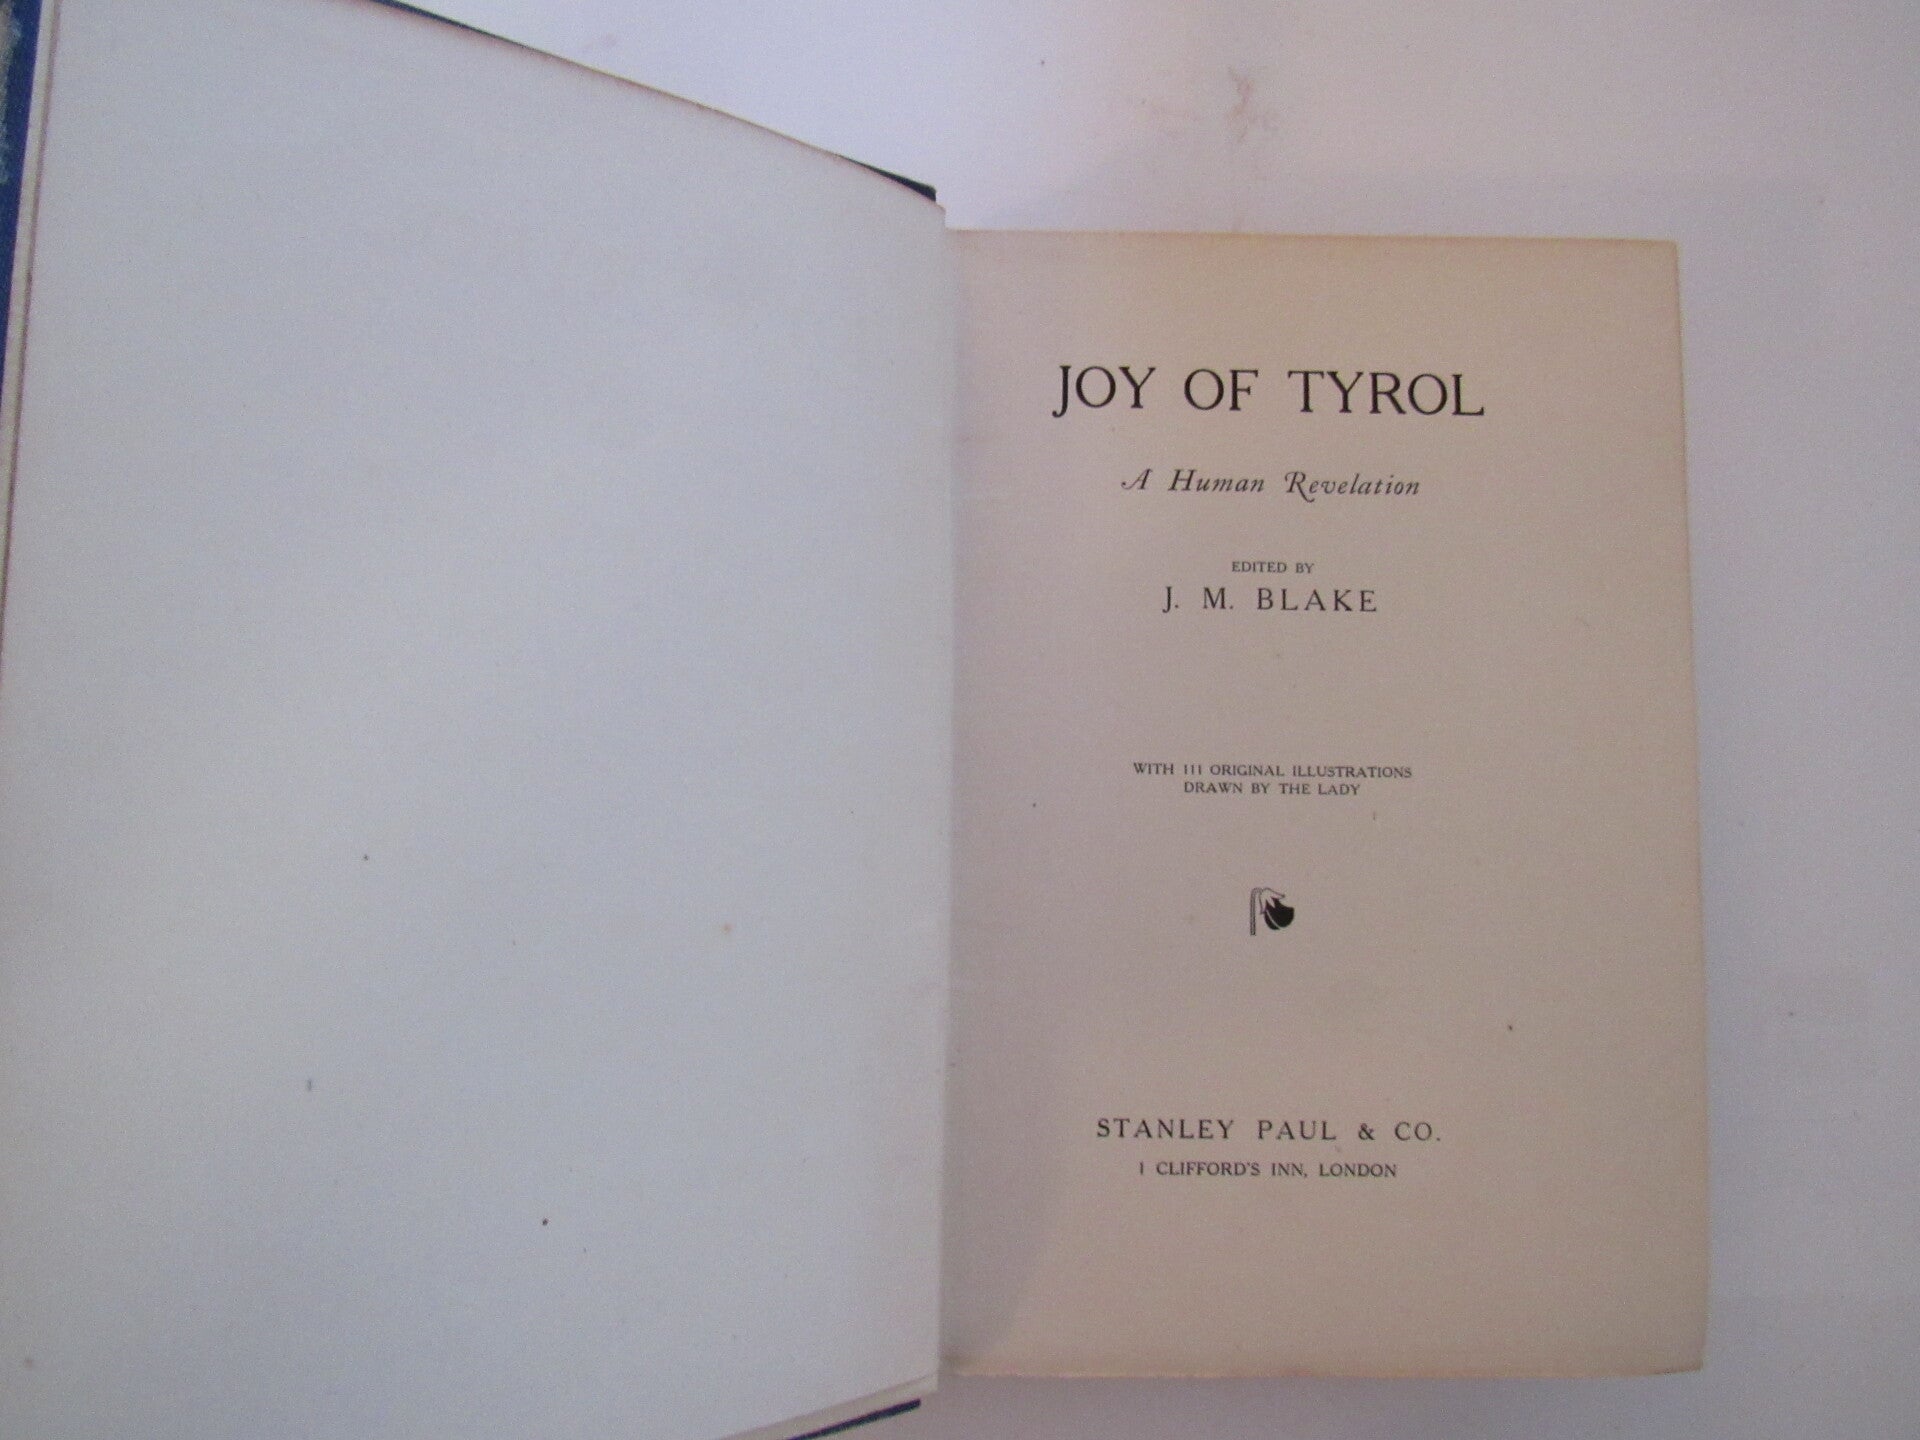 JOY OF TYROL
A Human Revelation
EDITED BY
J. M. BLAKE
WITH 111 ORIGINAL ILLUSTRATIONS
DRAWN BY THE LADY
STANLEY PAUL & CO.
1 CLIFFORD'S INN, LONDON